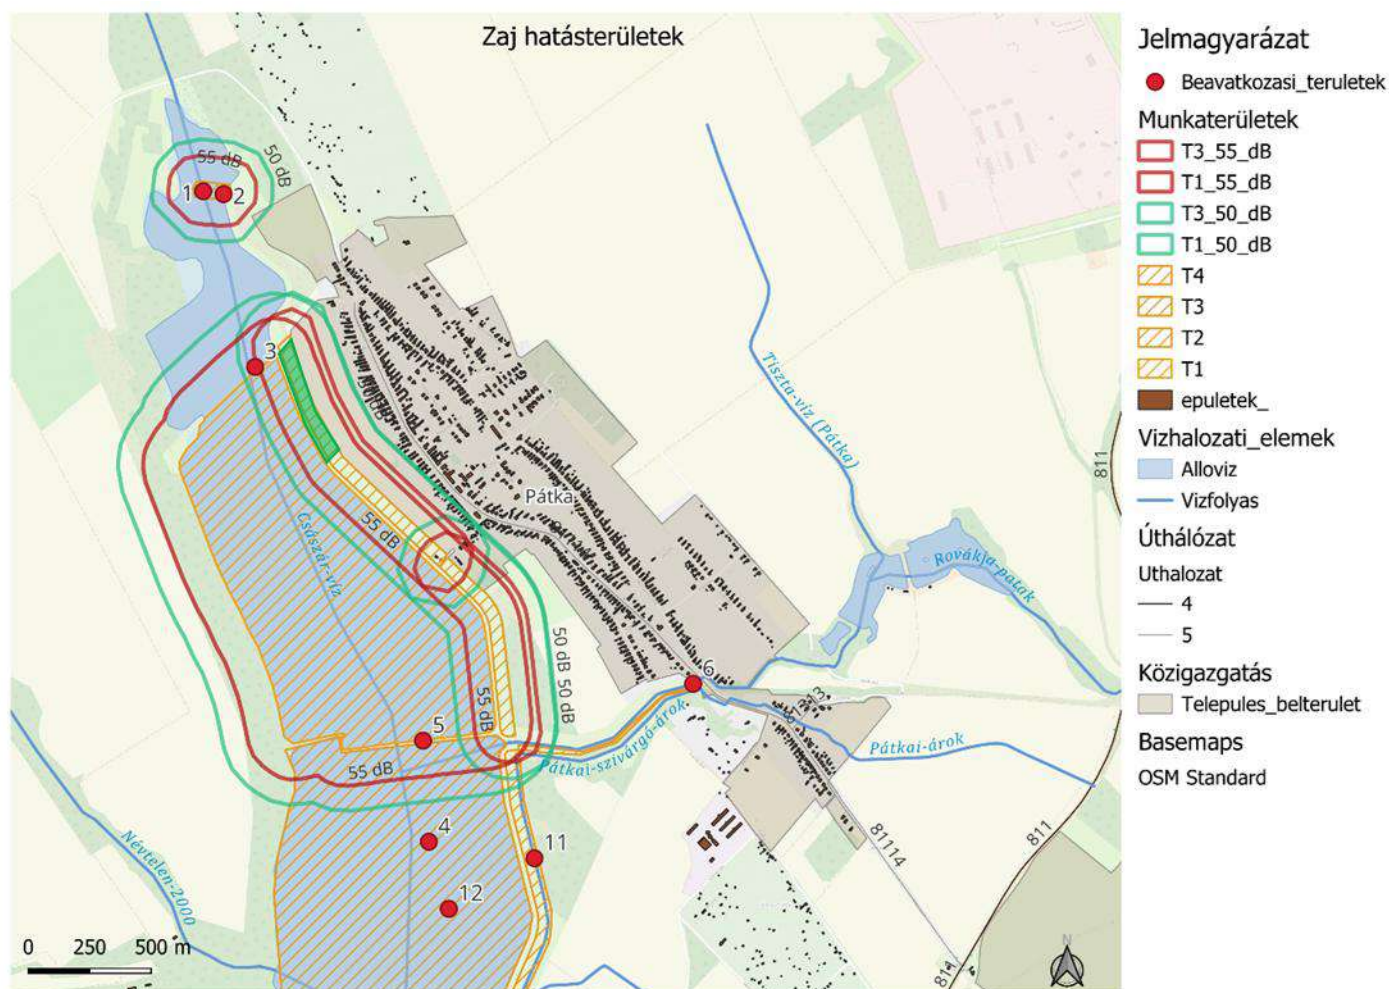 Zaj hatásterületek
55 dB
50 dB
1
2
3
Pátka
Császár-víz
55 dB
50 dB
50 dB
55 dB
55 dB
5
4
12
11
6
Pátkai-szivárgó-árok
Pátkai-árok
Tiszta-víz (Pátka)
Rovákja-patak
Névtelen-2000
811
811
811
81114
0 250 500 m
N
Jelmagyarázat
Beavatkozasi_teruletek
Munkaterületek
T3_55_dB
T1_55_dB
T3_50_dB
T1_50_dB
T4
T3
T2
T1
epuletek_
Vizhalozati_elemek
Alloviz
Vizfolyas
Úthálózat
Uthalozat
4
5
Közigazgatás
Telepules_belterulet
Basemaps
OSM Standard